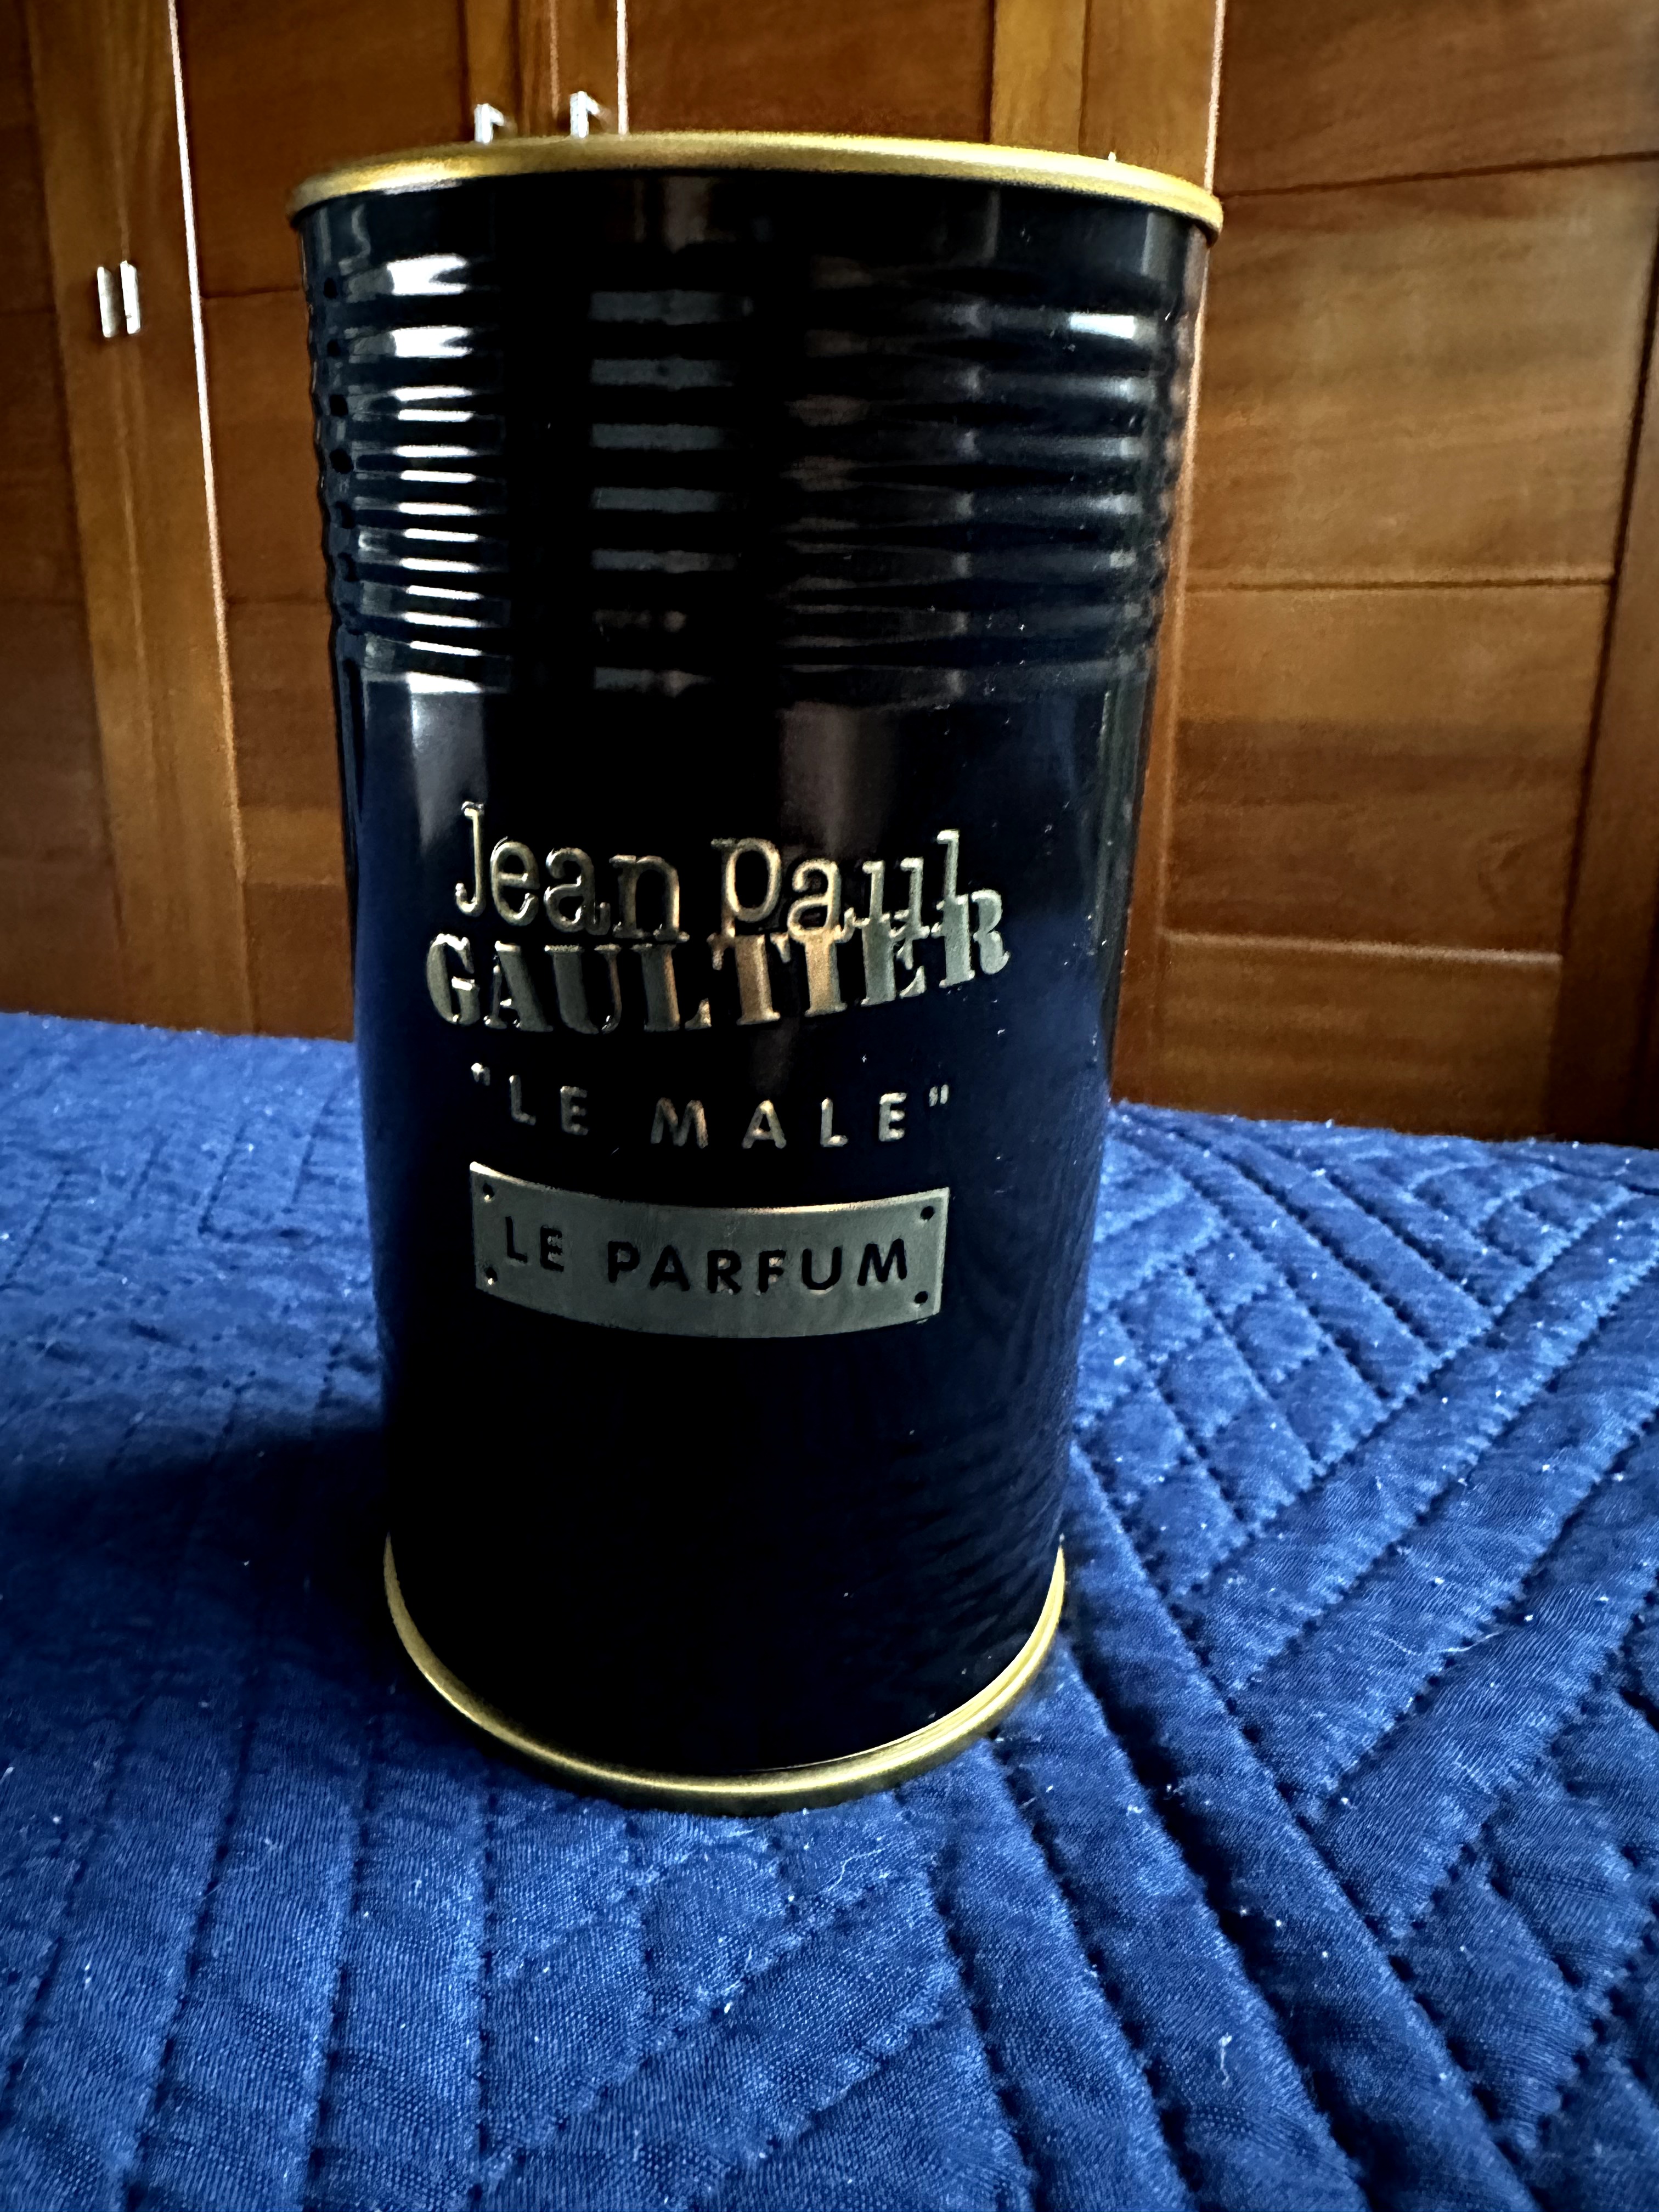 Jean Paul
GAULTIER
"LE MALE"
LE PARFUM